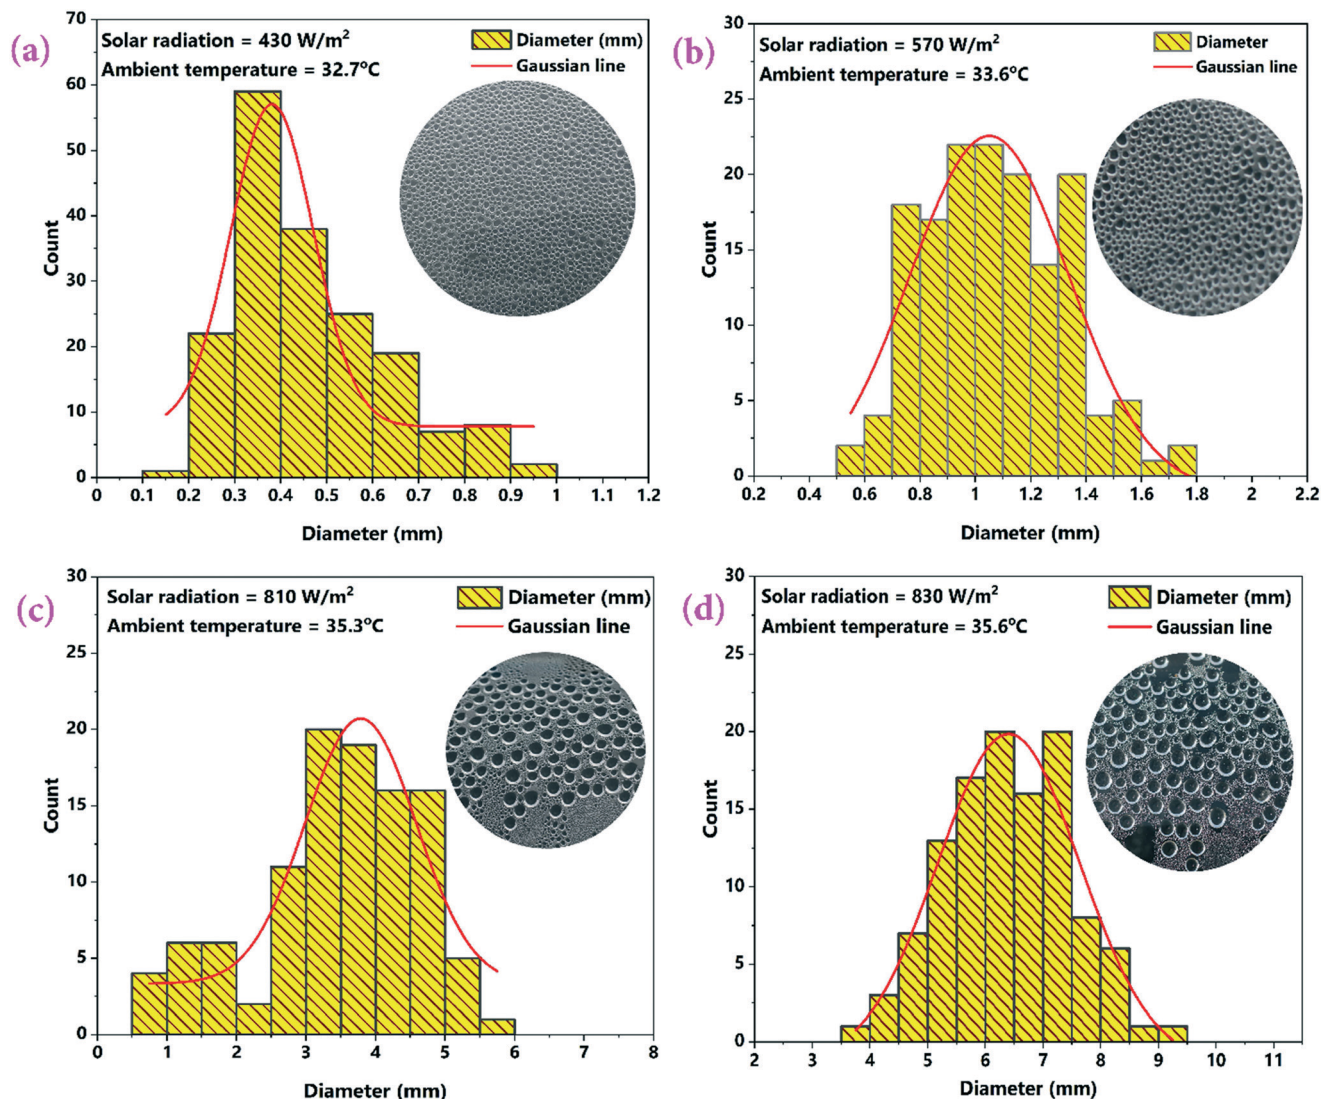 (a)
Solar radiation = 430 W/m²
Ambient temperature = 32.7°C
Diameter (mm)
Gaussian line
70
60
50
40
30
20
10
0
Count
0 0.1 0.2 0.3 0.4 0.5 0.6 0.7 0.8 0.9 1 1.1 1.2
Diameter (mm)
(b)
Solar radiation = 570 W/m²
Ambient temperature = 33.6°C
Diameter
Gaussian line
30
25
20
15
10
5
0
Count
0.2 0.4 0.6 0.8 1 1.2 1.4 1.6 1.8 2 2.2
Diameter (mm)
(c)
Solar radiation = 810 W/m²
Ambient temperature = 35.3°C
Diameter (mm)
Gaussian line
30
25
20
15
10
5
0
Count
0 1 2 3 4 5 6 7 8
Diameter (mm)
(d)
Solar radiation = 830 W/m²
Ambient temperature = 35.6°C
Diameter (mm)
Gaussian line
30
25
20
15
10
5
0
Count
2 3 4 5 6 7 8 9 10 11
Diameter (mm)